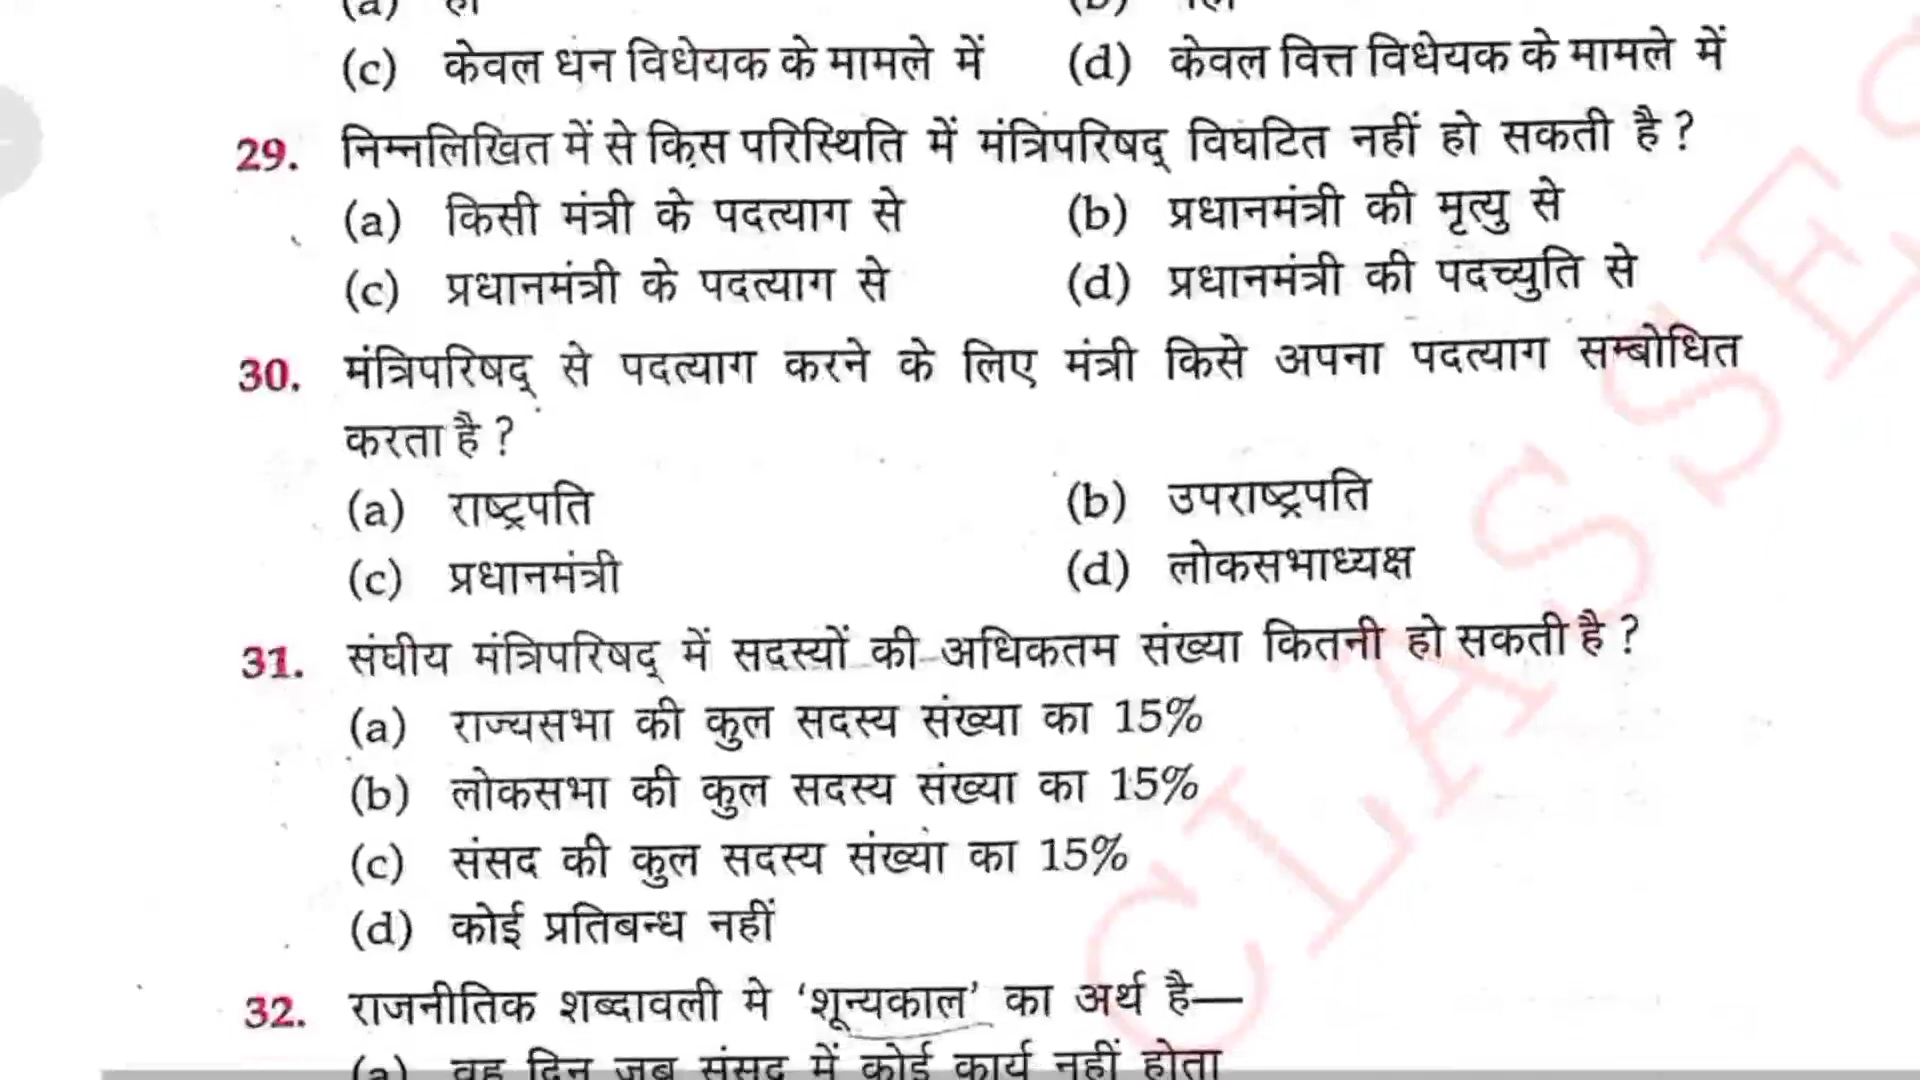 (a) हाँ (b) नहीं
(c) केवल धन विधेयक के मामले में (d) केवल वित्त विधेयक के मामले में
29. निम्नलिखित में से किस परिस्थिति में मंत्रिपरिषद् विघटित नहीं हो सकती है ?
(a) किसी मंत्री के पदत्याग से (b) प्रधानमंत्री की मृत्यु से
(c) प्रधानमंत्री के पदत्याग से (d) प्रधानमंत्री की पदच्युति से
30. मंत्रिपरिषद् से पदत्याग करने के लिए मंत्री किसे अपना पदत्याग सम्बोधित
करता है ?
(a) राष्ट्रपति (b) उपराष्ट्रपति
(c) प्रधानमंत्री (d) लोकसभाध्यक्ष
31. संघीय मंत्रिपरिषद् में सदस्यों की अधिकतम संख्या कितनी हो सकती है ?
(a) राज्यसभा की कुल सदस्य संख्या का 15%
(b) लोकसभा की कुल सदस्य संख्या का 15%
(c) संसद की कुल सदस्य संख्या का 15%
(d) कोई प्रतिबन्ध नहीं
32. राजनीतिक शब्दावली मे ‘शून्यकाल’ का अर्थ है—
(a) वह दिन जब संसद में कोई कार्य नहीं होता
CLASSES